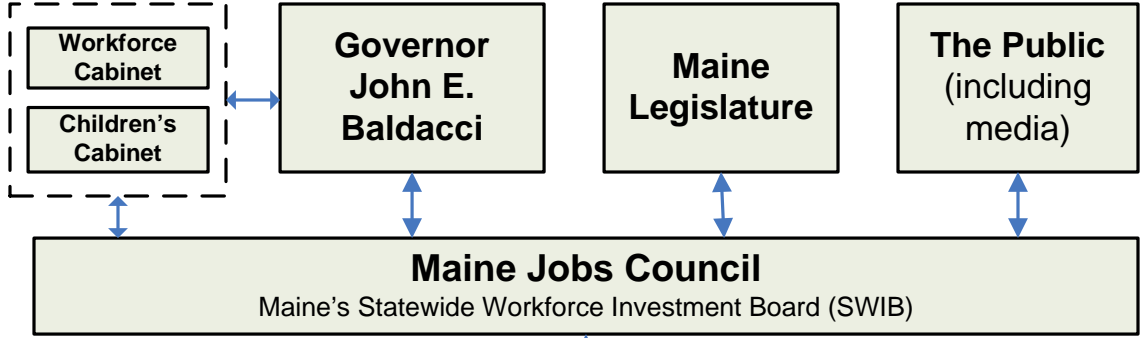 Workforce
Cabinet
Children's
Cabinet
Governor
John E.
Baldacci
Maine
Legislature
The Public
(including
media)
Maine Jobs Council
Maine's Statewide Workforce Investment Board (SWIB)